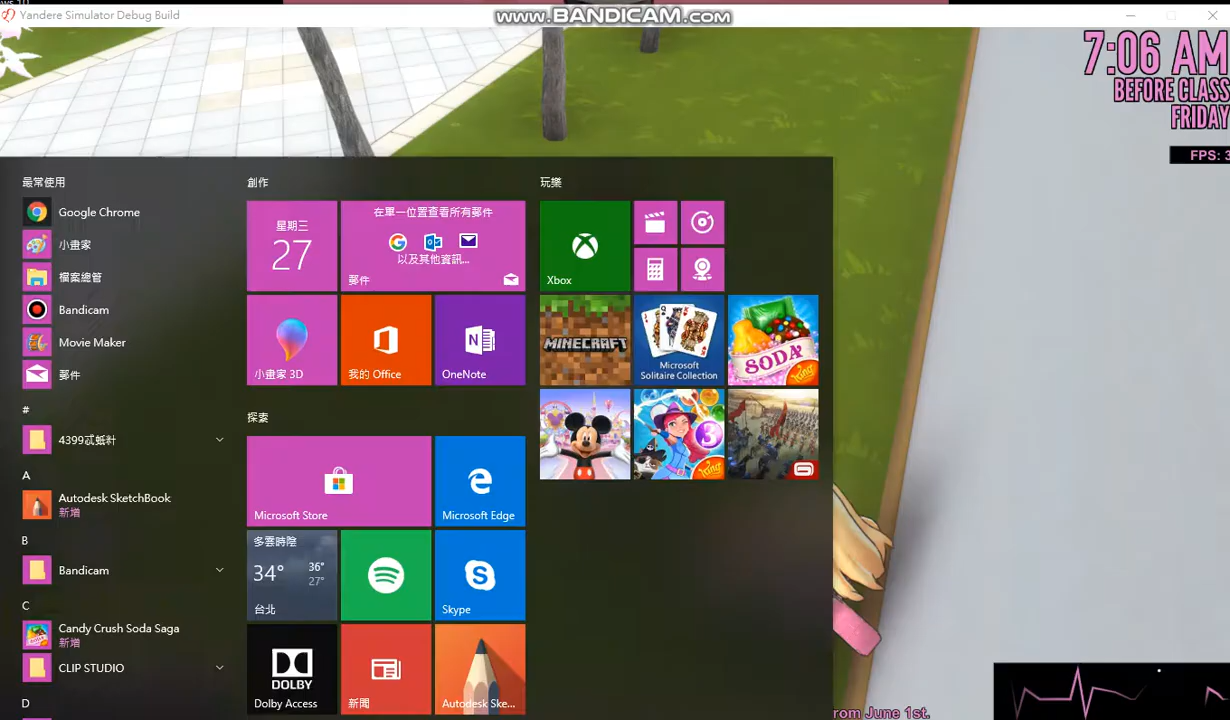 Yandere Simulator Debug Build
www.BANDICAM.com
7:06 AM
BEFORE CLASS
FRIDAY
FPS: 3
最常使用
Google Chrome
小畫家
檔案總管
Bandicam
Movie Maker
郵件
#
A
Autodesk SketchBook
新增
B
Bandicam
C
Candy Crush Soda Saga
新增
CLIP STUDIO
D
創作
星期三
27
在單一位置查看所有郵件
以及其他資訊...
郵件
小畫家 3D
我的 Office
N
OneNote
探索
Microsoft Store
Microsoft Edge
多雲時陰
34°
36°
27°
台北
Skype
DOLBY
Dolby Access
新聞
Autodesk Ske...
玩樂
Xbox
MINECRAFT
Microsoft
Solitaire Collection
SODA
King
3
King
from June 1st.